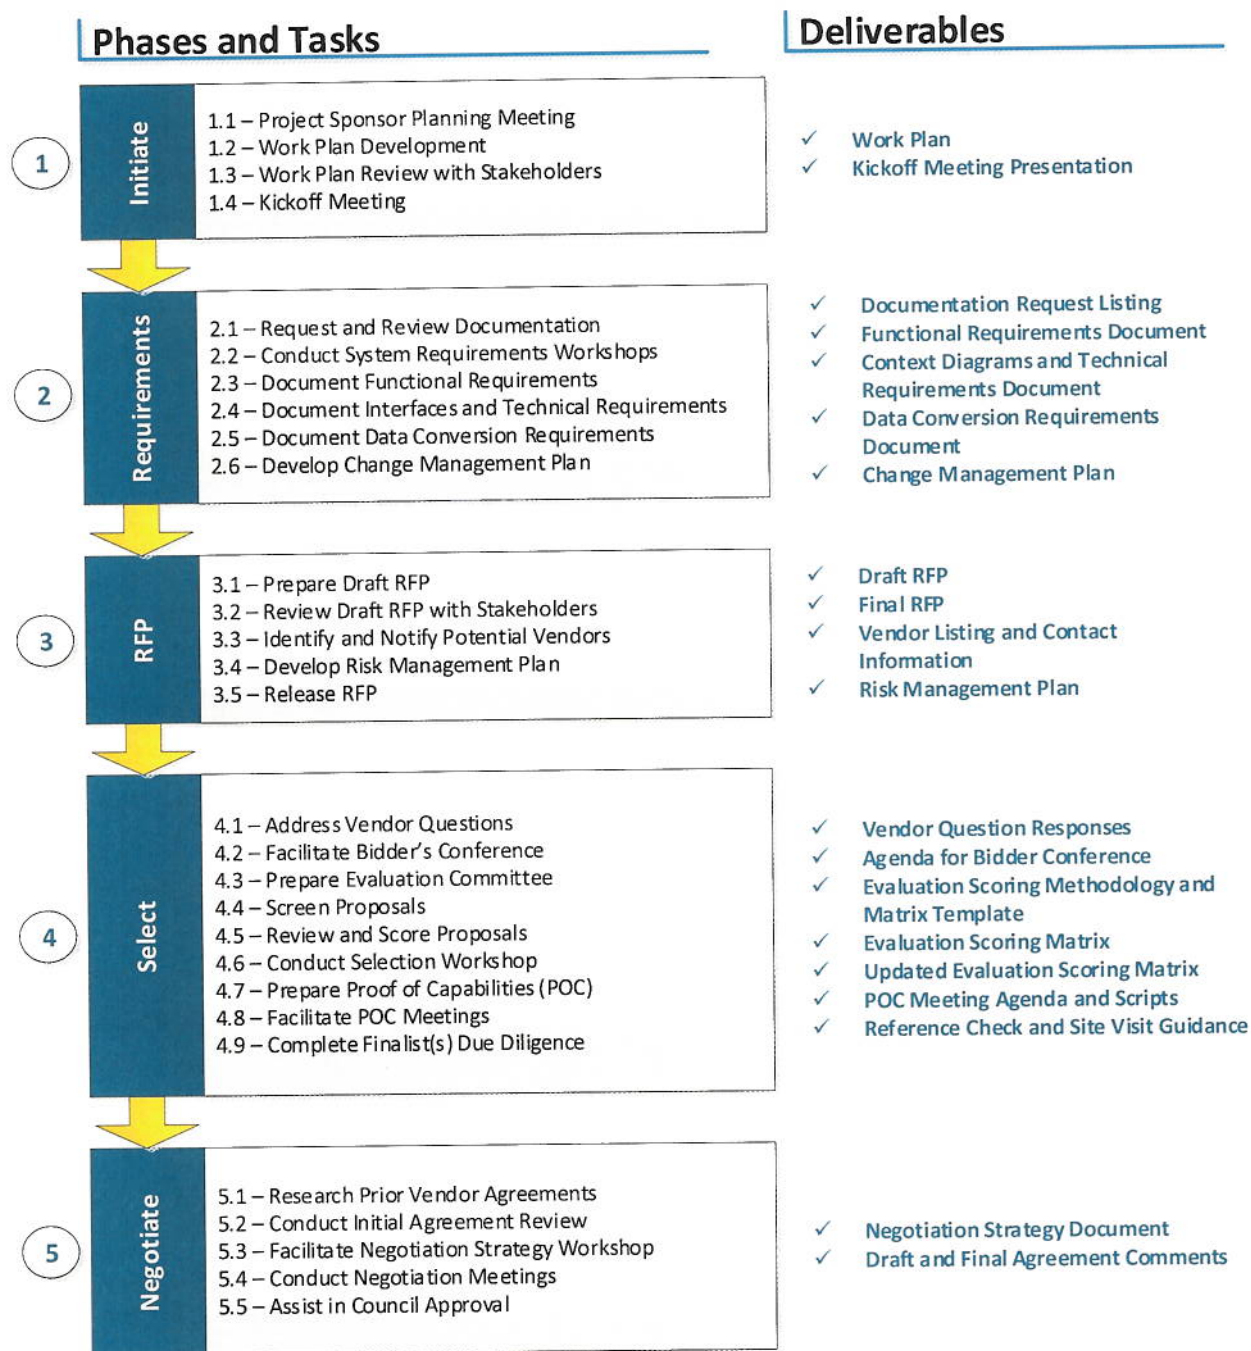 Phases and Tasks
Deliverables
1
Initiate
1.1 – Project Sponsor Planning Meeting
1.2 – Work Plan Development
1.3 – Work Plan Review with Stakeholders
1.4 – Kickoff Meeting
✓ Work Plan
✓ Kickoff Meeting Presentation
2
Requirements
2.1 – Request and Review Documentation
2.2 – Conduct System Requirements Workshops
2.3 – Document Functional Requirements
2.4 – Document Interfaces and Technical Requirements
2.5 – Document Data Conversion Requirements
2.6 – Develop Change Management Plan
✓ Documentation Request Listing
✓ Functional Requirements Document
✓ Context Diagrams and Technical
Requirements Document
✓ Data Conversion Requirements
Document
✓ Change Management Plan
3
RFP
3.1 – Prepare Draft RFP
3.2 – Review Draft RFP with Stakeholders
3.3 – Identify and Notify Potential Vendors
3.4 – Develop Risk Management Plan
3.5 – Release RFP
✓ Draft RFP
✓ Final RFP
✓ Vendor Listing and Contact
Information
✓ Risk Management Plan
4
Select
4.1 – Address Vendor Questions
4.2 – Facilitate Bidder's Conference
4.3 – Prepare Evaluation Committee
4.4 – Screen Proposals
4.5 – Review and Score Proposals
4.6 – Conduct Selection Workshop
4.7 – Prepare Proof of Capabilities (POC)
4.8 – Facilitate POC Meetings
4.9 – Complete Finalist(s) Due Diligence
✓ Vendor Question Responses
✓ Agenda for Bidder Conference
✓ Evaluation Scoring Methodology and
Matrix Template
✓ Evaluation Scoring Matrix
✓ Updated Evaluation Scoring Matrix
✓ POC Meeting Agenda and Scripts
✓ Reference Check and Site Visit Guidance
5
Negotiate
5.1 – Research Prior Vendor Agreements
5.2 – Conduct Initial Agreement Review
5.3 – Facilitate Negotiation Strategy Workshop
5.4 – Conduct Negotiation Meetings
5.5 – Assist in Council Approval
✓ Negotiation Strategy Document
✓ Draft and Final Agreement Comments